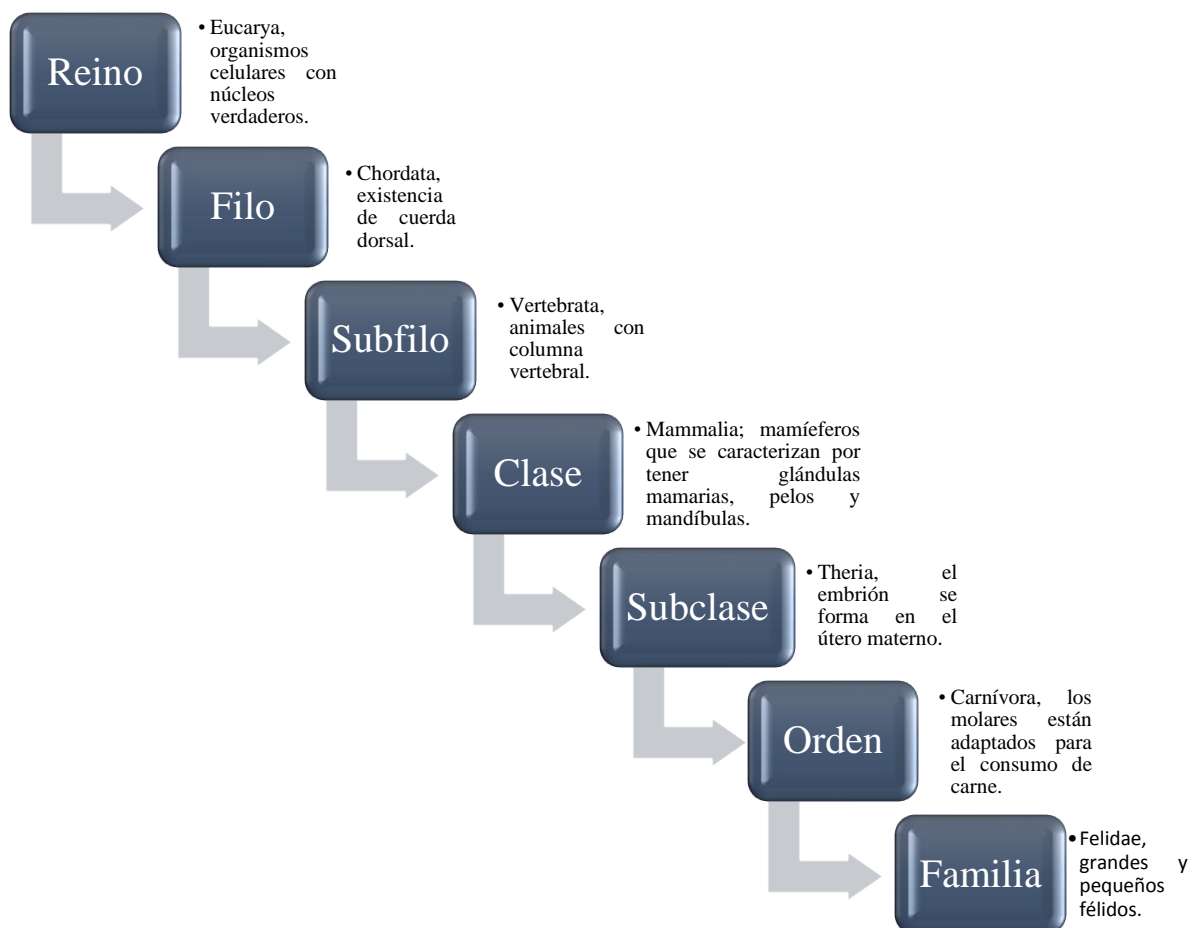 Reino
• Eucarya,
organismos
celulares con
núcleos
verdaderos.
Filo
• Chordata,
existencia
de cuerda
dorsal.
Subfilo
• Vertebrata,
animales con
columna
vertebral.
Clase
• Mammalia; mamíeferos
que se caracterizan por
tener glándulas
mamarias, pelos y
mandíbulas.
Subclase
• Theria, el
embrión se
forma en el
útero materno.
Orden
• Carnívora, los
molares están
adaptados para
el consumo de
carne.
Familia
• Felidae,
grandes y
pequeños
félidos.